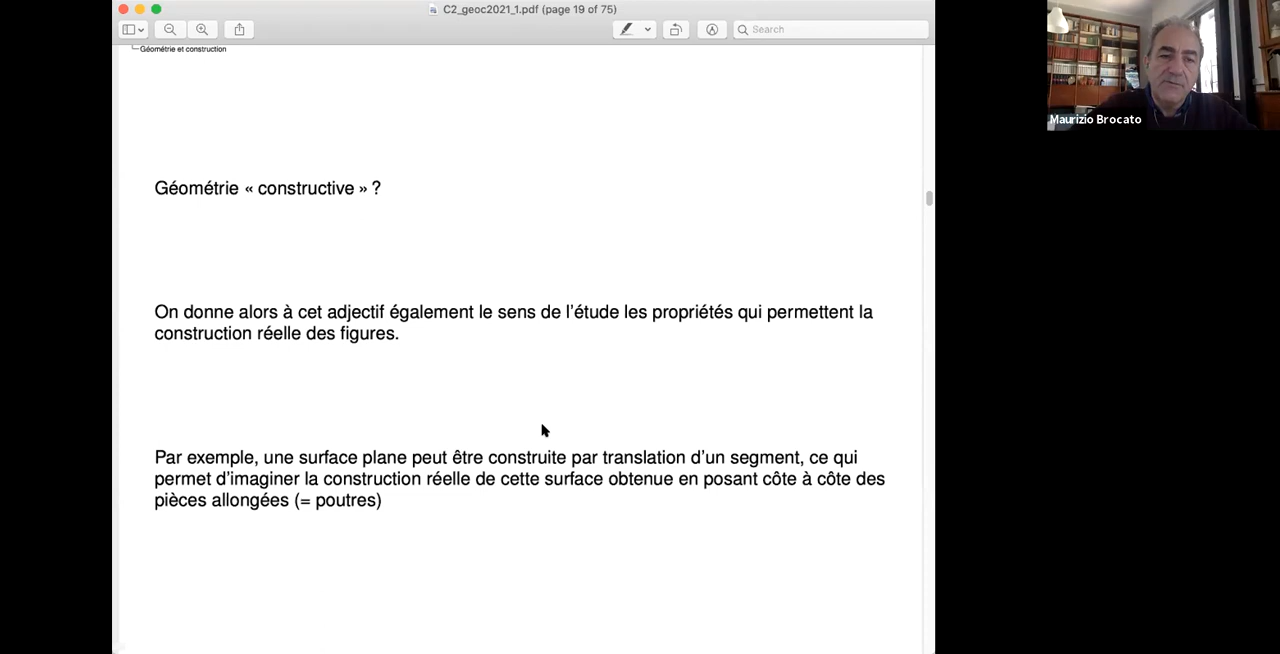 C2_geoc2021_1.pdf (page 19 of 75)
Search
Géométrie et construction
Maurizio Brocato
Géométrie « constructive » ?
On donne alors à cet adjectif également le sens de l'étude les propriétés qui permettent la
construction réelle des figures.
Par exemple, une surface plane peut être construite par translation d'un segment, ce qui
permet d'imaginer la construction réelle de cette surface obtenue en posant côte à côte des
pièces allongées (= poutres)